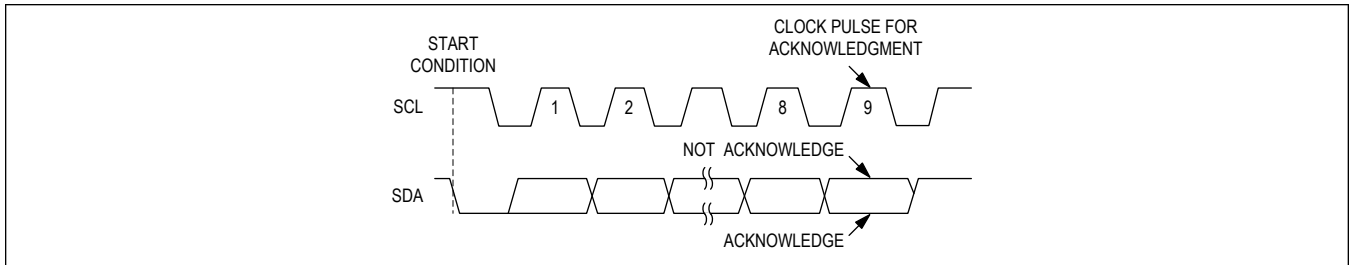 START
CONDITION
CLOCK PULSE FOR
ACKNOWLEDGMENT
SCL
1
2
8
9
NOT ACKNOWLEDGE
SDA
ACKNOWLEDGE